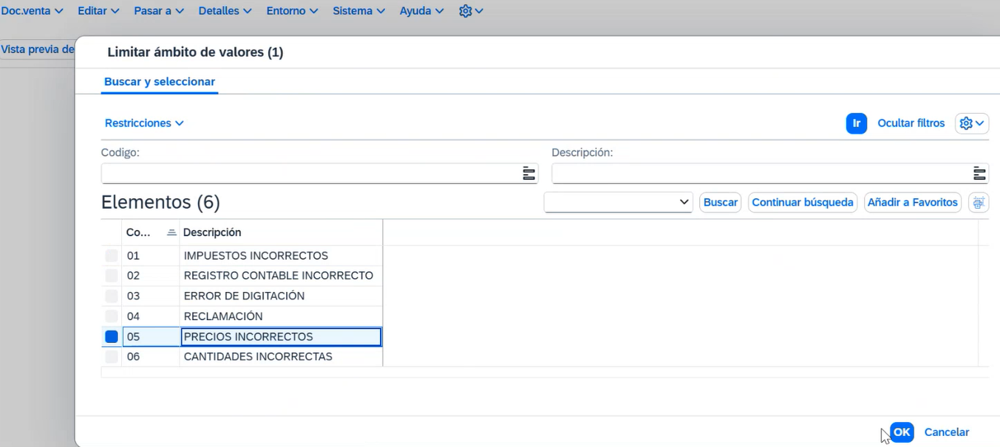 Doc.venta Editar Pasar a Detalles Entorno Sistema Ayuda
Vista previa de
Limitar ámbito de valores (1)
Buscar y seleccionar
Restricciones Ir Ocultar filtros
Codigo: Descripción:
Elementos (6) Buscar Continuar búsqueda Añadir a Favoritos
Co... Descripción
01 IMPUESTOS INCORRECTOS
02 REGISTRO CONTABLE INCORRECTO
03 ERROR DE DIGITACIÓN
04 RECLAMACIÓN
05 PRECIOS INCORRECTOS
06 CANTIDADES INCORRECTAS
OK Cancelar